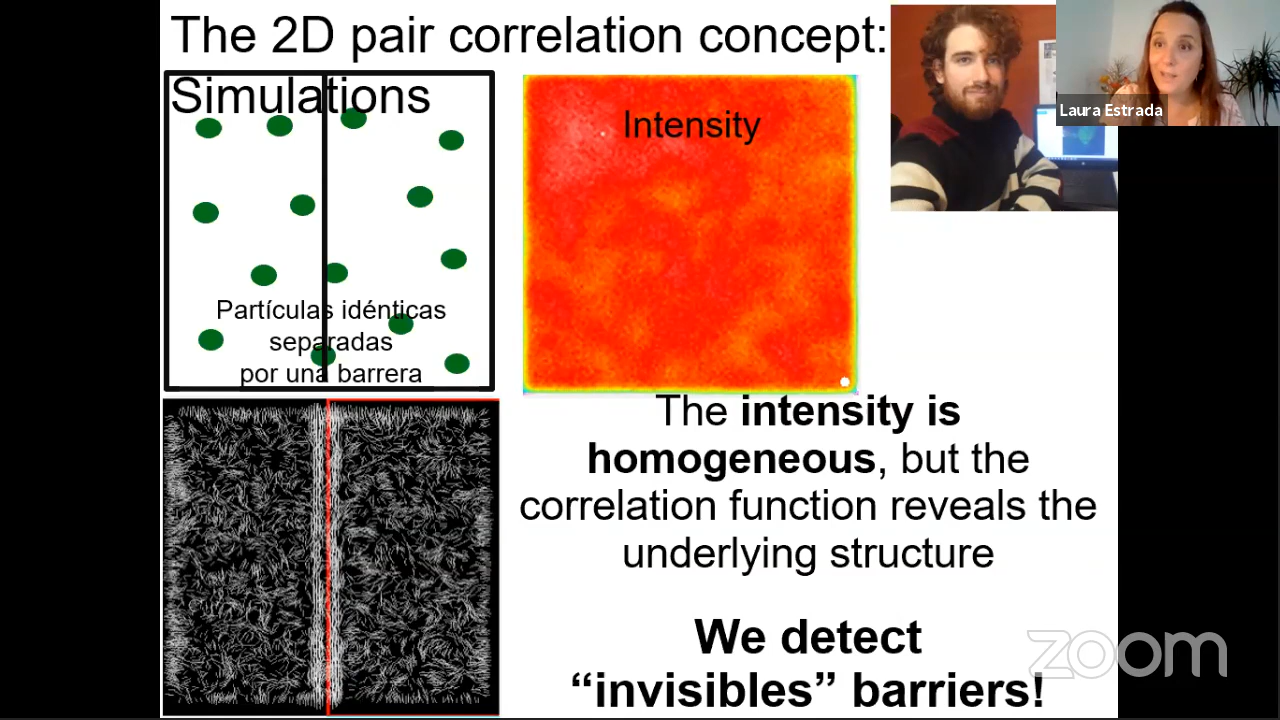 The 2D pair correlation concept:
Simulations
Intensity
Laura Estrada
Partículas idénticas
separadas
por una barrera
The intensity is
homogeneous, but the
correlation function reveals the
underlying structure
We detect
“invisibles” barriers!
zoom